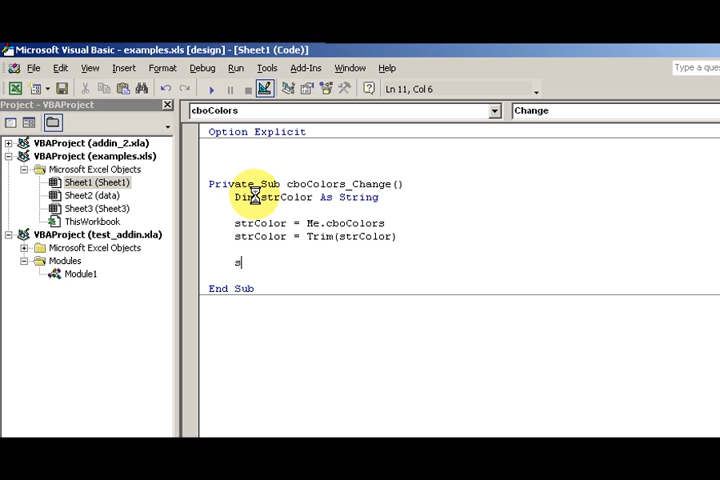 Microsoft Visual Basic - examples.xls [design] - [Sheet1 (Code)]
File Edit View Insert Format Debug Run Tools Add-Ins Window Help
Type a ques
Ln 11, Col 6
Project - VBAProject
cboColors
Change
VBAProject (addin_2.xla)
VBAProject (examples.xls)
Microsoft Excel Objects
Sheet1 (Sheet1)
Sheet2 (data)
Sheet3 (Sheet3)
ThisWorkbook
VBAProject (test_addin.xla)
Microsoft Excel Objects
Modules
Module1
Option Explicit
Private Sub cboColors_Change()
Dim strColor As String
strColor = Me.cboColors
strColor = Trim(strColor)
s
End Sub